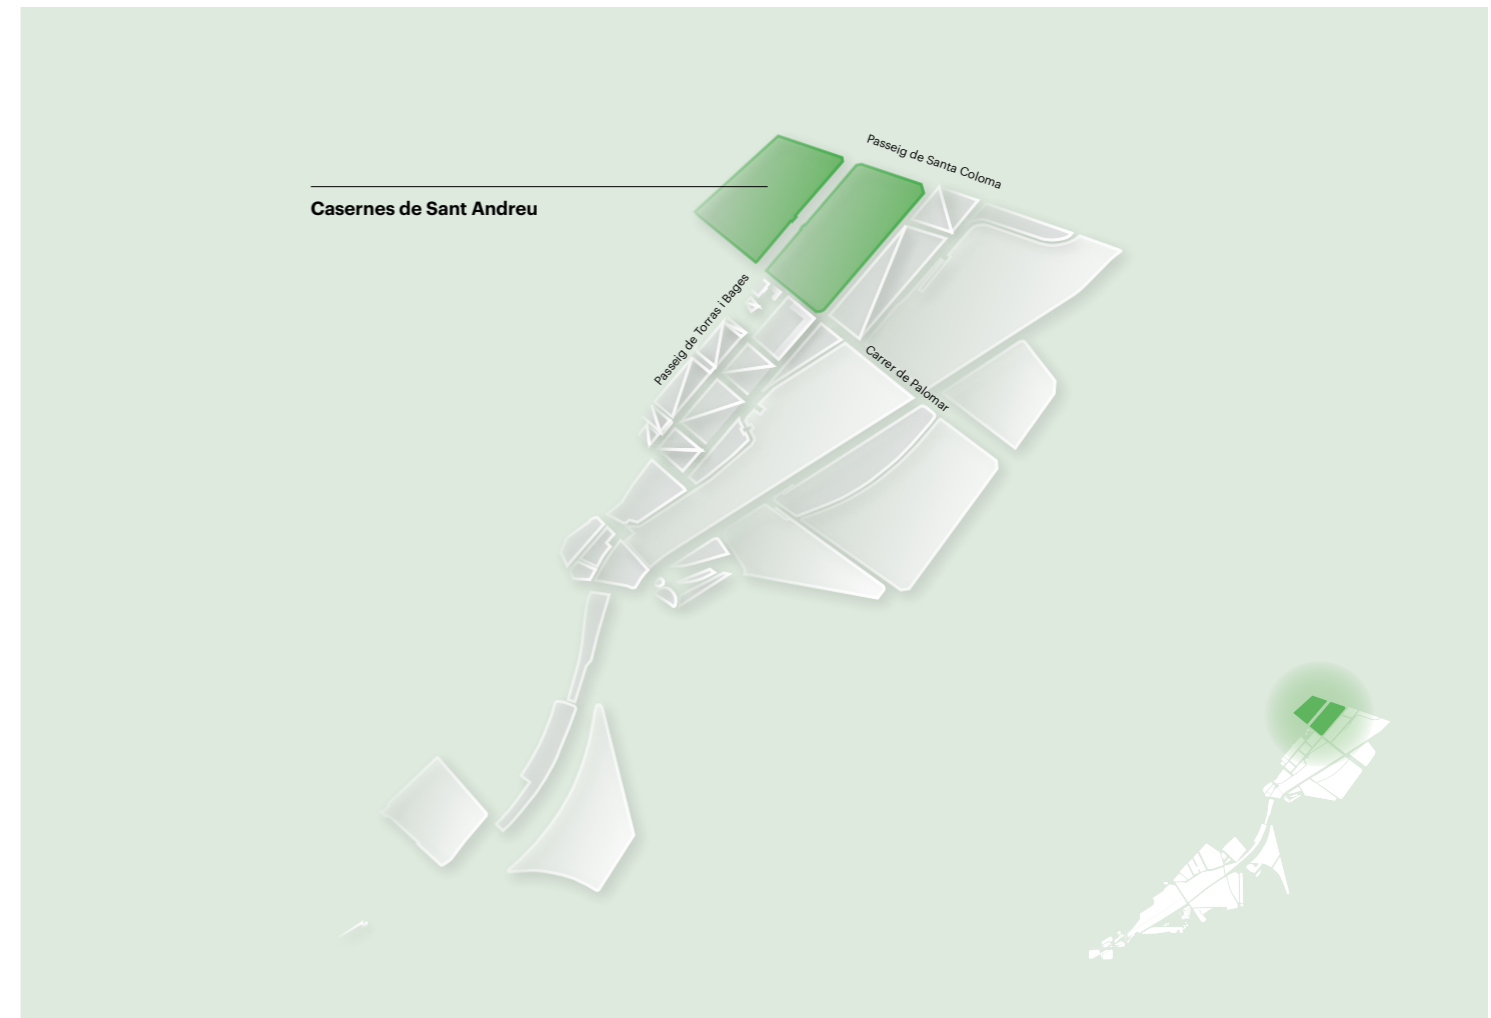 Passeig de Santa Coloma
Casernes de Sant Andreu
Passeig de Torras i Bages
Carrer de Palomar